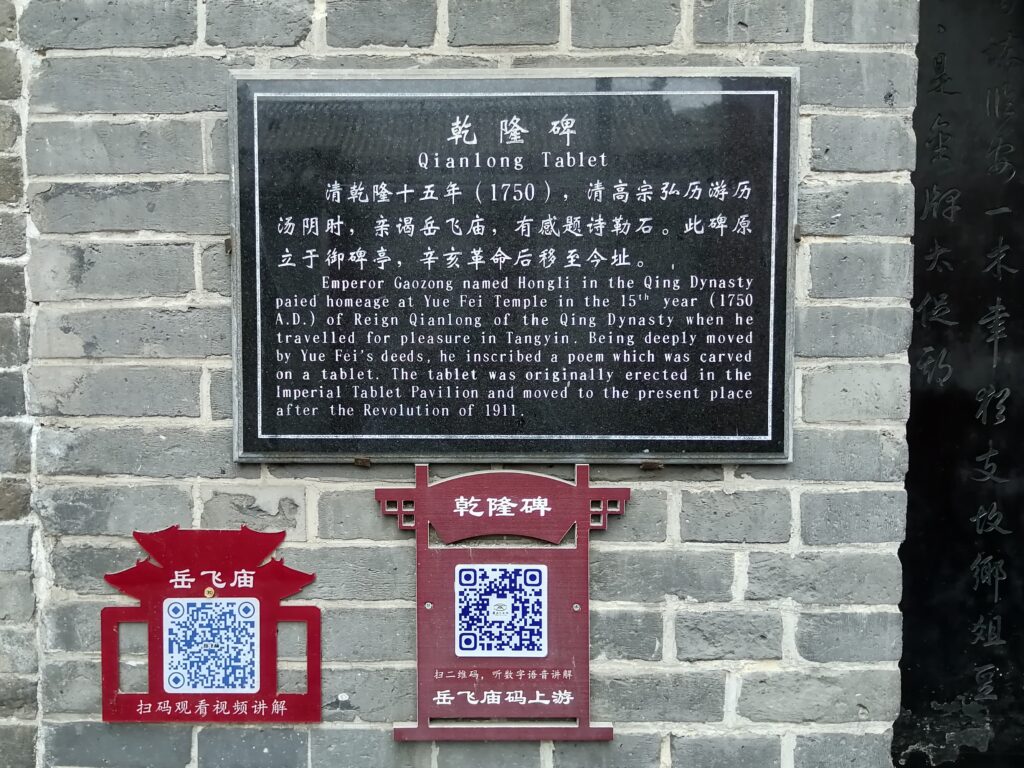 乾隆碑
Qianlong Tablet
清乾隆十五年（1750），清高宗弘历游历
汤阴时，亲谒岳飞庙，有感题诗勒石。此碑原
立于御碑亭，辛亥革命后移至今址。
Emperor Gaozong named Hongli in the Qing Dynasty
paied homeage at Yue Fei Temple in the 15th year (1750
A.D.) of Reign Qianlong of the Qing Dynasty when he
travelled for pleasure in Tangyin. Being deeply moved
by Yue Fei's deeds, he inscribed a poem which was carved
on a tablet. The tablet was originally erected in the
Imperial Tablet Pavilion and moved to the present place
after the Revolution of 1911.
乾隆碑
扫二维码，听数字语音讲解
岳飞庙码上游
岳飞庙
扫码观看视频讲解